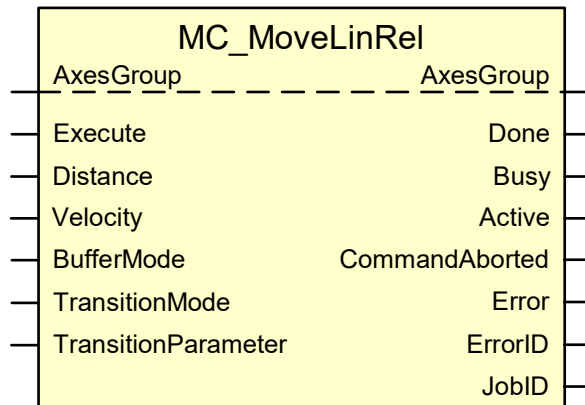 MC_MoveLinRel
AxesGroup AxesGroup
Execute Done
Distance Busy
Velocity Active
BufferMode CommandAborted
TransitionMode Error
TransitionParameter ErrorID
JobID